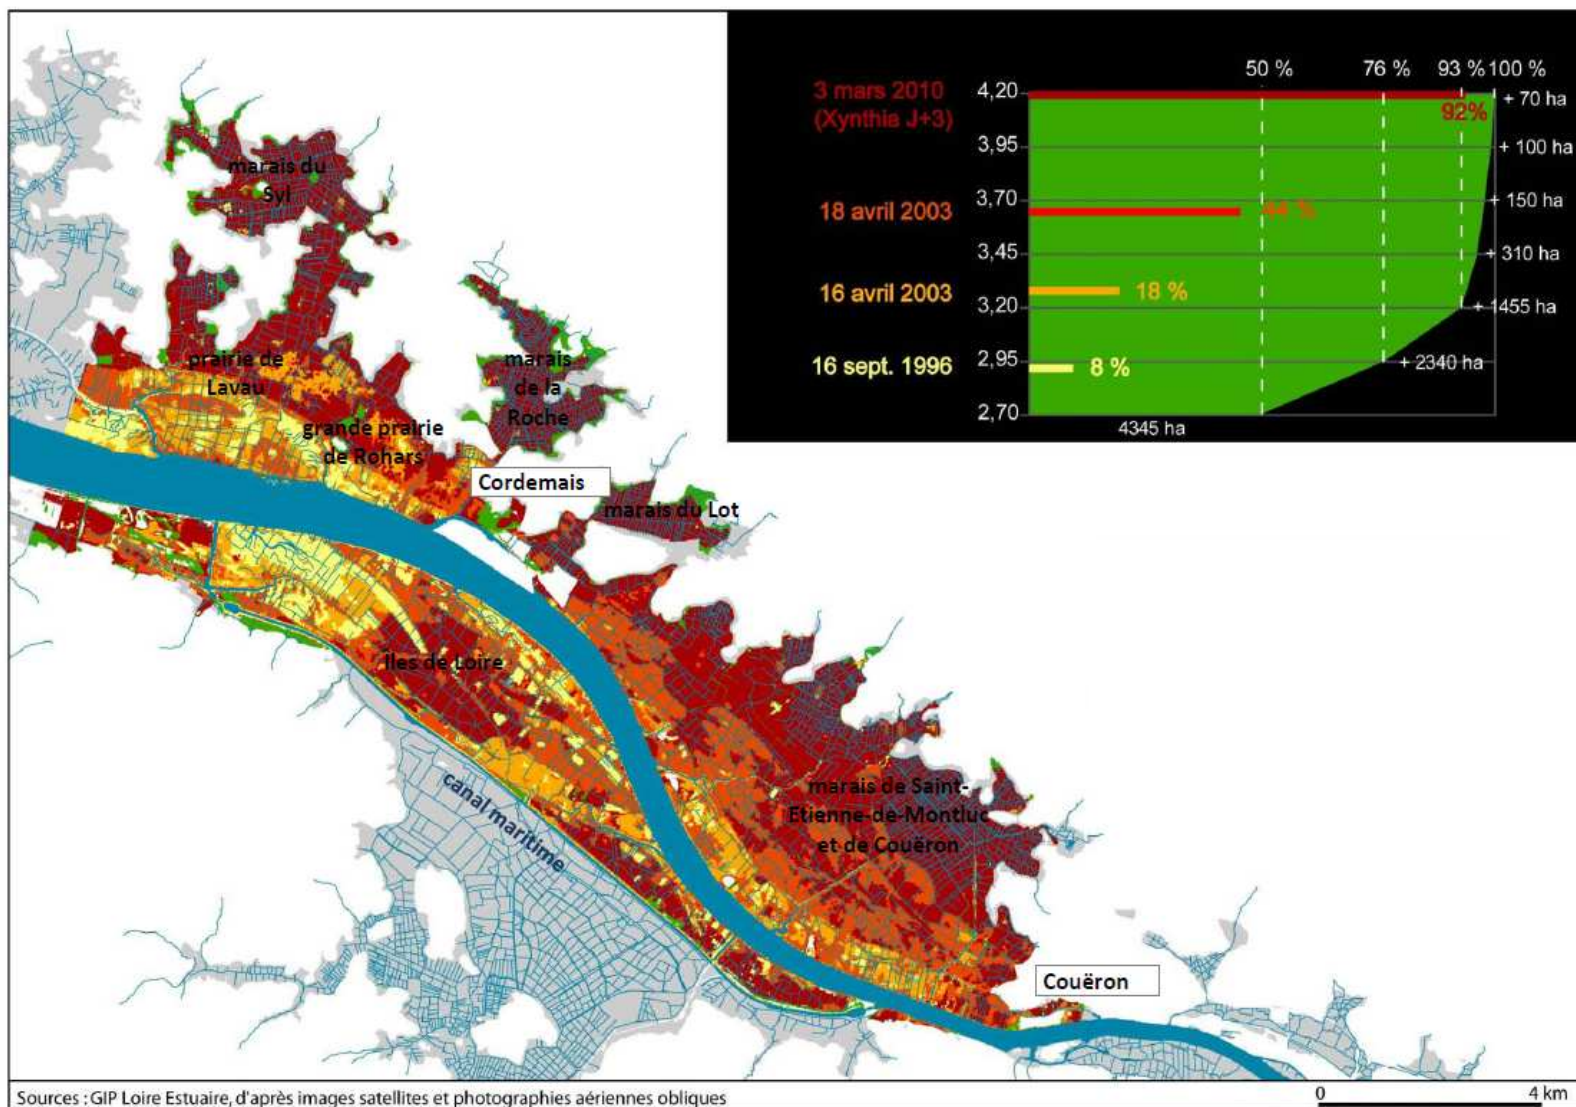 50 %
76 %
93 %
100 %
3 mars 2010
(Xynthia J+3)
4,20
92%
+ 70 ha
3,95
+ 100 ha
18 avril 2003
3,70
44 %
+ 150 ha
3,45
+ 310 ha
16 avril 2003
18 %
3,20
+ 1455 ha
16 sept. 1996
2,95
8 %
+ 2340 ha
2,70
4345 ha
marais du
Syl
prairie de
Lavau
marais
de la
Roche
grande prairie
de Rohars
Cordemais
marais du Lot
Îles de Loire
canal maritime
marais de Saint-
Etienne-de-Montluc
et de Couëron
Couëron
Sources : GIP Loire Estuaire, d'après images satellites et photographies aériennes obliques
0
4 km